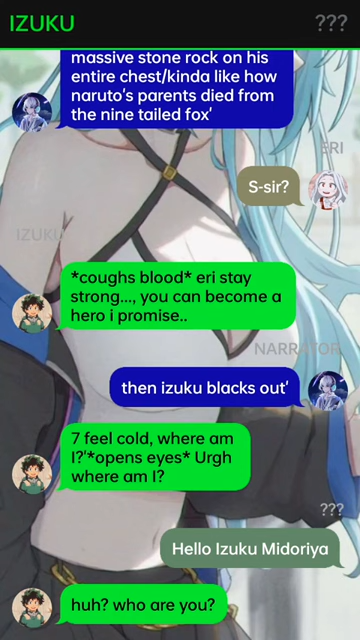 IZUKU ???
massive stone rock on his
entire chest/kinda like how
naruto's parents died from
the nine tailed fox'
ERI
S-sir?
IZUKU
*coughs blood* eri stay
strong..., you can become a
hero i promise..
NARRATOR
then izuku blacks out'
7 feel cold, where am
I?'*opens eyes* Urgh
where am I?
???
Hello Izuku Midoriya
huh? who are you?